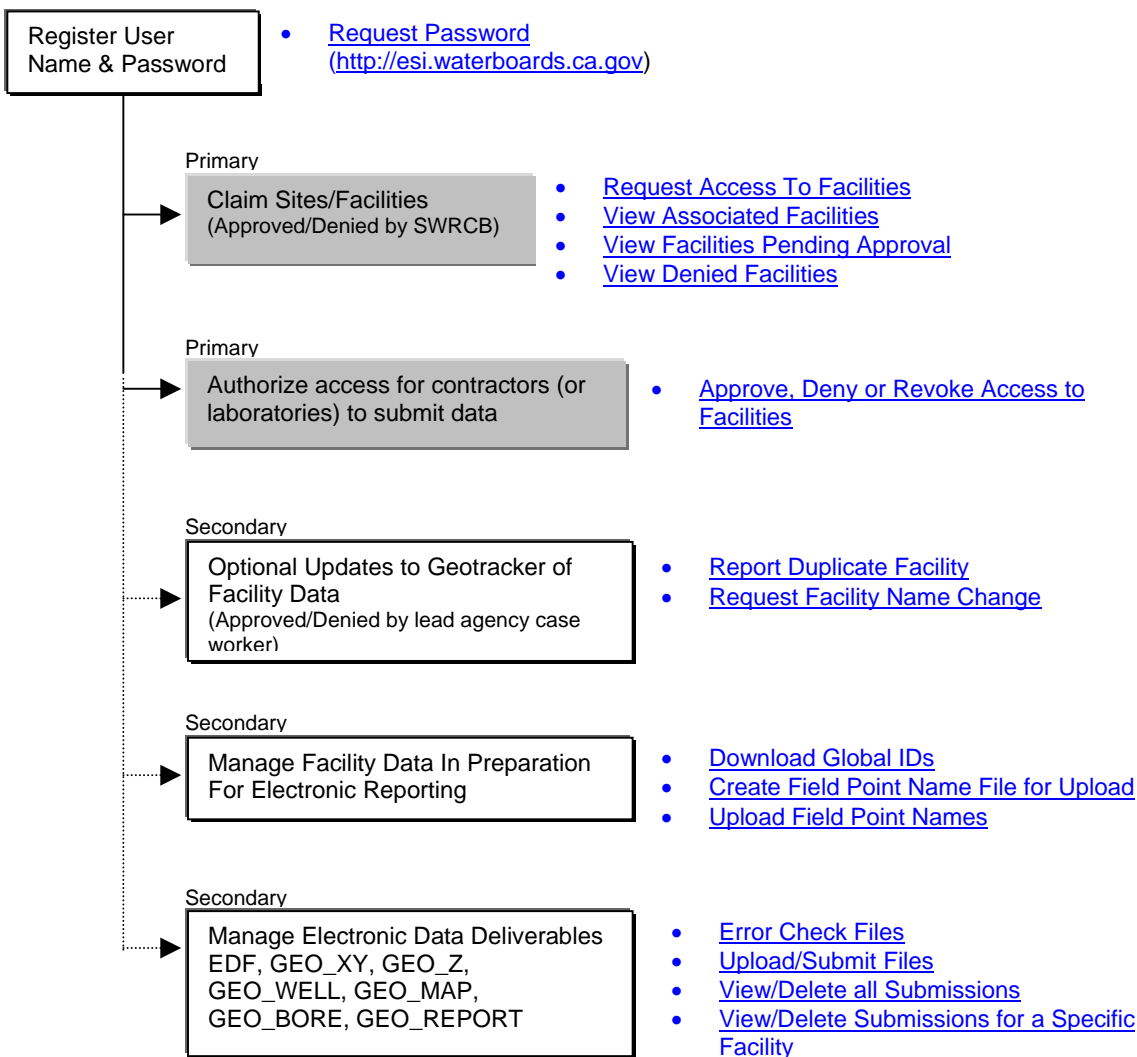 Register User
Name & Password
• Request Password
(http://esi.waterboards.ca.gov)
Primary
Claim Sites/Facilities
(Approved/Denied by SWRCB)
• Request Access To Facilities
• View Associated Facilities
• View Facilities Pending Approval
• View Denied Facilities
Primary
Authorize access for contractors (or
laboratories) to submit data
• Approve, Deny or Revoke Access to
Facilities
Secondary
Optional Updates to Geotracker of
Facility Data
(Approved/Denied by lead agency case
worker)
• Report Duplicate Facility
• Request Facility Name Change
Secondary
Manage Facility Data In Preparation
For Electronic Reporting
• Download Global IDs
• Create Field Point Name File for Upload
• Upload Field Point Names
Secondary
Manage Electronic Data Deliverables
EDF, GEO_XY, GEO_Z,
GEO_WELL, GEO_MAP,
GEO_BORE, GEO_REPORT
• Error Check Files
• Upload/Submit Files
• View/Delete all Submissions
• View/Delete Submissions for a Specific
Facility